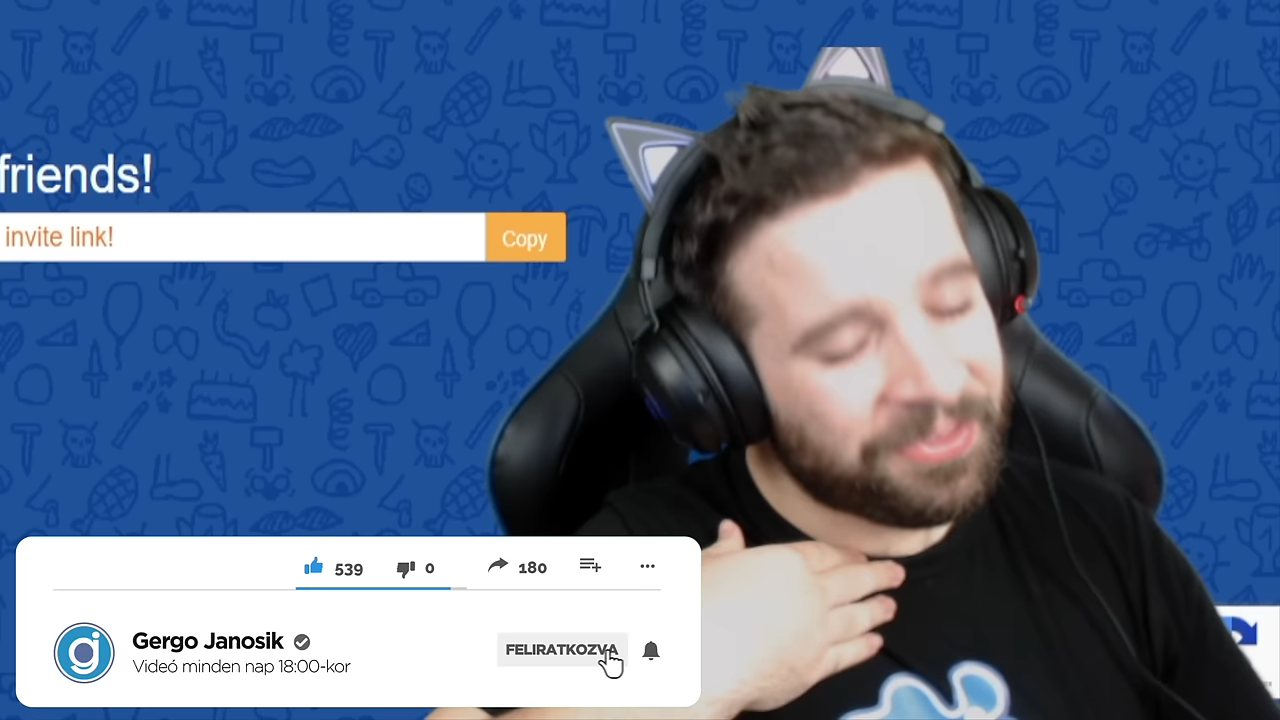 friends!
invite link!
Copy
539
0
180
Gergo Janosik
Videó minden nap 18:00-kor
FELIRATKOZVA